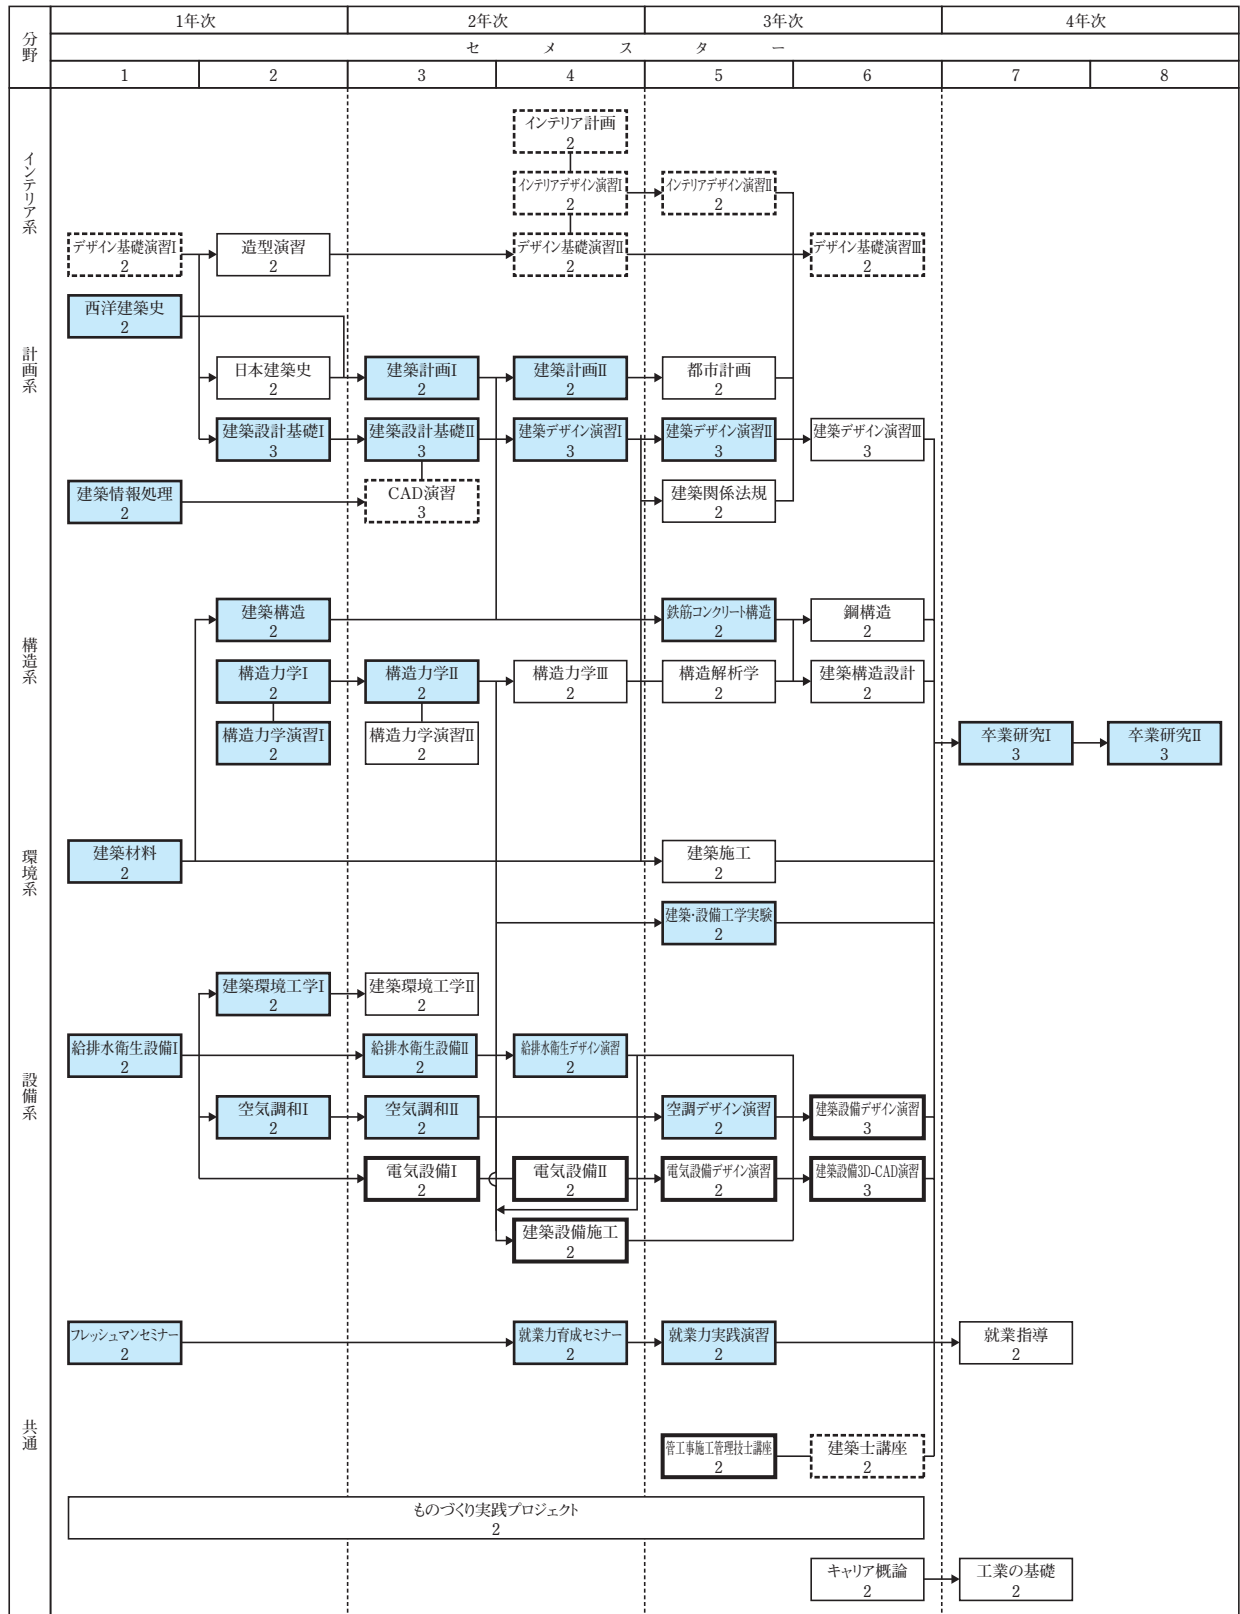 分野
1年次
2年次
3年次
4年次
セメスター
1
2
3
4
5
6
7
8
インテリア系
インテリア計画
2
インテリアデザイン演習Ⅰ
2
インテリアデザイン演習Ⅱ
2
デザイン基礎演習Ⅰ
2
造型演習
2
デザイン基礎演習Ⅱ
2
デザイン基礎演習Ⅲ
2
計画系
西洋建築史
2
日本建築史
2
建築計画Ⅰ
2
建築計画Ⅱ
2
都市計画
2
建築設計基礎Ⅰ
3
建築設計基礎Ⅱ
3
建築デザイン演習Ⅰ
3
建築デザイン演習Ⅱ
3
建築デザイン演習Ⅲ
3
建築情報処理
2
CAD演習
3
建築関係法規
2
構造系
建築構造
2
鉄筋コンクリート構造
2
鋼構造
2
構造力学Ⅰ
2
構造力学Ⅱ
2
構造力学Ⅲ
2
構造解析学
2
建築構造設計
2
構造力学演習Ⅰ
2
構造力学演習Ⅱ
2
卒業研究Ⅰ
3
卒業研究Ⅱ
3
環境系
建築材料
2
建築施工
2
建築・設備工学実験
2
建築環境工学Ⅰ
2
建築環境工学Ⅱ
2
設備系
給排水衛生設備Ⅰ
2
給排水衛生設備Ⅱ
2
給排水衛生デザイン演習
2
空気調和Ⅰ
2
空気調和Ⅱ
2
空調デザイン演習
2
建築設備デザイン演習
3
電気設備Ⅰ
2
電気設備Ⅱ
2
電気設備デザイン演習
2
建築設備3D-CAD演習
3
建築設備施工
2
共通
フレッシュマンセミナー
2
就業力育成セミナー
2
就業力実践演習
2
就業指導
2
管工事施工管理技士講座
2
建築士講座
2
ものづくり実践プロジェクト
2
キャリア概論
2
工業の基礎
2